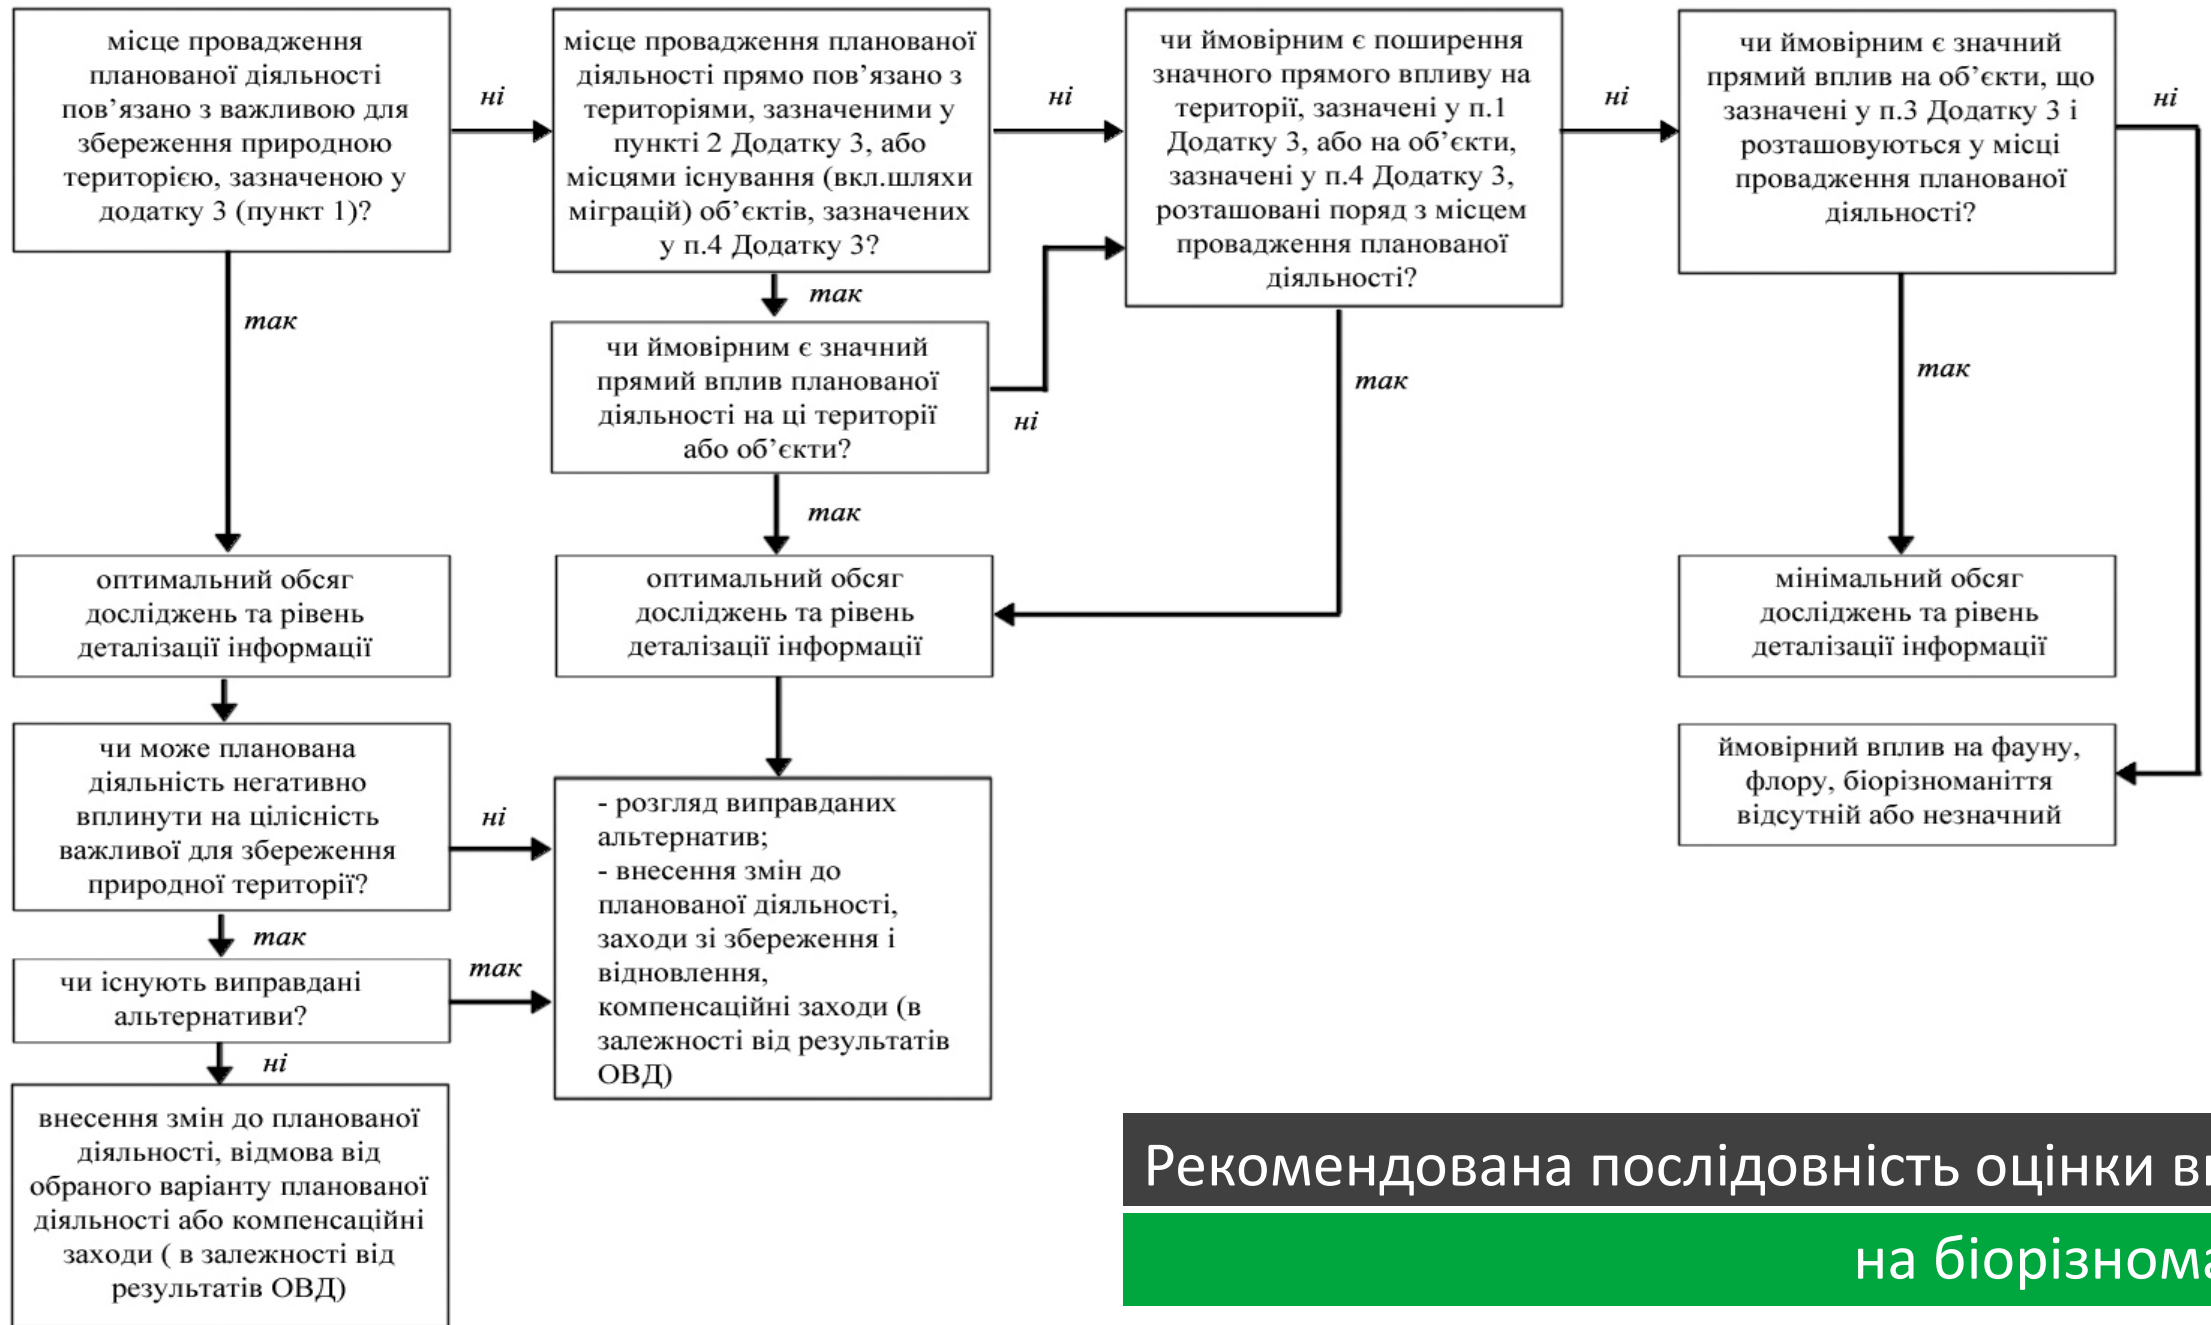 місце провадження
планованої діяльності
пов’язано з важливою для
збереження природною
територією, зазначеною у
додатку 3 (пункт 1)?
ні
місце провадження планованої
діяльності прямо пов’язано з
територіями, зазначеними у
пункті 2 Додатку 3, або
місцями існування (вкл.шляхи
міграцій) об’єктів, зазначених
у п.4 Додатку 3?
ні
чи ймовірним є поширення
значного прямого впливу на
території, зазначені у п.1
Додатку 3, або на об’єкти,
зазначені у п.4 Додатку 3,
розташовані поряд з місцем
провадження планованої
діяльності?
ні
чи ймовірним є значний
прямий вплив на об’єкти, що
зазначені у п.3 Додатку 3 і
розташовуються у місці
провадження планованої
діяльності?
ні
так
так
чи ймовірним є значний
прямий вплив планованої
діяльності на ці території
або об’єкти?
ні
так
так
так
оптимальний обсяг
досліджень та рівень
деталізації інформації
оптимальний обсяг
досліджень та рівень
деталізації інформації
мінімальний обсяг
досліджень та рівень
деталізації інформації
чи може планована
діяльність негативно
вплинути на цілісність
важливої для збереження
природної території?
ні
- розгляд виправданих
альтернатив;
- внесення змін до
планованої діяльності,
заходи зі збереження і
відновлення,
компенсаційні заходи (в
залежності від результатів
ОВД)
ймовірний вплив на фауну,
флору, біорізноманіття
відсутній або незначний
так
чи існують виправдані
альтернативи?
так
ні
внесення змін до планованої
діяльності, відмова від
обраного варіанту планованої
діяльності або компенсаційні
заходи ( в залежності від
результатів ОВД)
Рекомендована послідовність оцінки
на